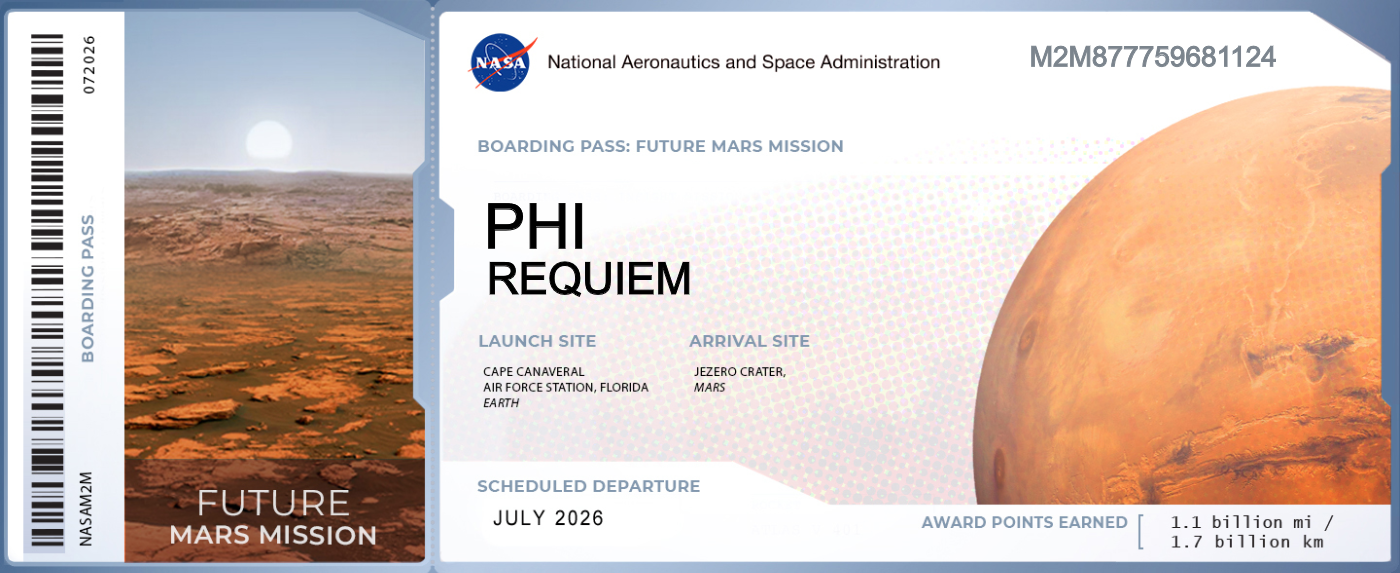 072026
BOARDING PASS
NASAM2M
FUTURE
MARS MISSION
NASA
National Aeronautics and Space Administration
M2M877759681124
BOARDING PASS: FUTURE MARS MISSION
PHI
REQUIEM
LAUNCH SITE
CAPE CANAVERAL
AIR FORCE STATION, FLORIDA
EARTH
ARRIVAL SITE
JEZERO CRATER,
MARS
SCHEDULED DEPARTURE
JULY 2026
AWARD POINTS EARNED
1.1 billion mi /
1.7 billion km